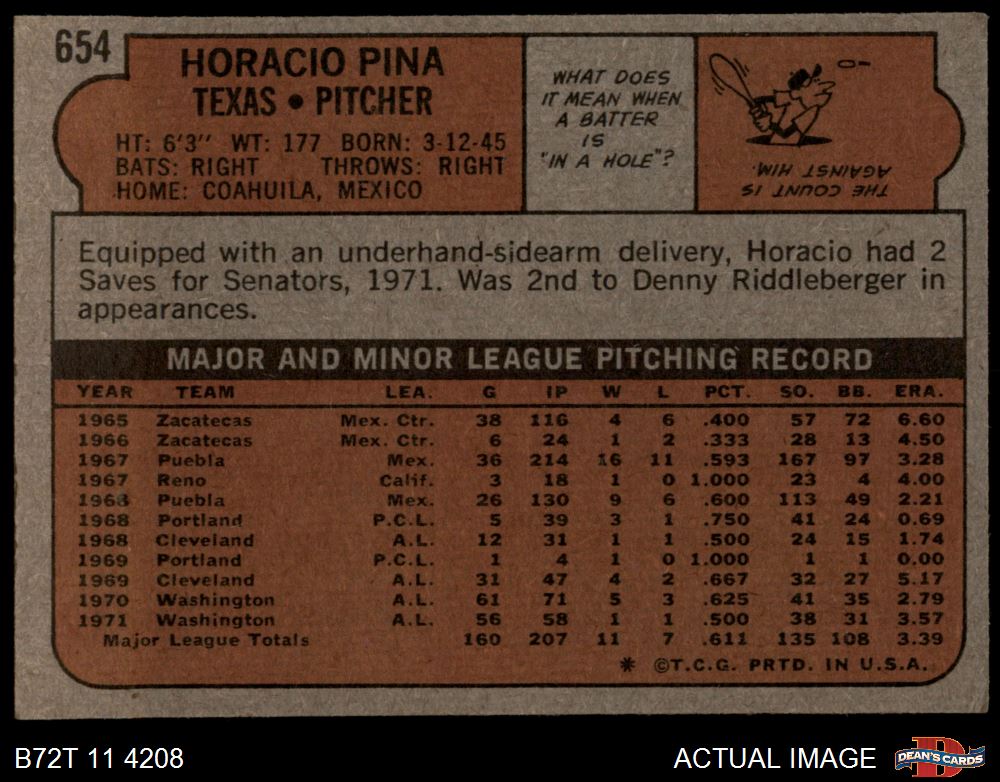 654
HORACIO PINA
TEXAS • PITCHER
HT: 6'3" WT: 177 BORN: 3-12-45
BATS: RIGHT THROWS: RIGHT
HOME: COAHUILA, MEXICO
WHAT DOES
IT MEAN WHEN
A BATTER
IS
"IN A HOLE"?
0-
THE COUNT IS
AGAINST HIM.
Equipped with an underhand-sidearm delivery, Horacio had 2
Saves for Senators, 1971. Was 2nd to Denny Riddleberger in
appearances.
MAJOR AND MINOR LEAGUE PITCHING RECORD
YEAR TEAM LEA. G IP W L PCT. SO. BB. ERA.
1965 Zacatecas Mex. Ctr. 38 116 4 6 .400 57 72 6.60
1966 Zacatecas Mex. Ctr. 6 24 1 2 .333 28 13 4.50
1967 Puebla Mex. 36 214 16 11 .593 167 97 3.28
1967 Reno Calif. 3 18 1 0 1.000 23 4 4.00
1968 Puebla Mex. 26 130 9 6 .600 113 49 2.21
1968 Portland P.C.L. 5 39 3 1 .750 41 24 0.69
1968 Cleveland A.L. 12 31 1 1 .500 24 15 1.74
1969 Portland P.C.L. 1 4 1 0 1.000 1 1 0.00
1969 Cleveland A.L. 31 47 4 2 .667 32 27 5.17
1970 Washington A.L. 61 71 5 3 .625 41 35 2.79
1971 Washington A.L. 56 58 1 1 .500 38 31 3.57
Major League Totals 160 207 11 7 .611 135 108 3.39
* ©T.C.G. PRTD. IN U.S.A.
B72T 11 4208
ACTUAL IMAGE
D
DEAN'S CARDS